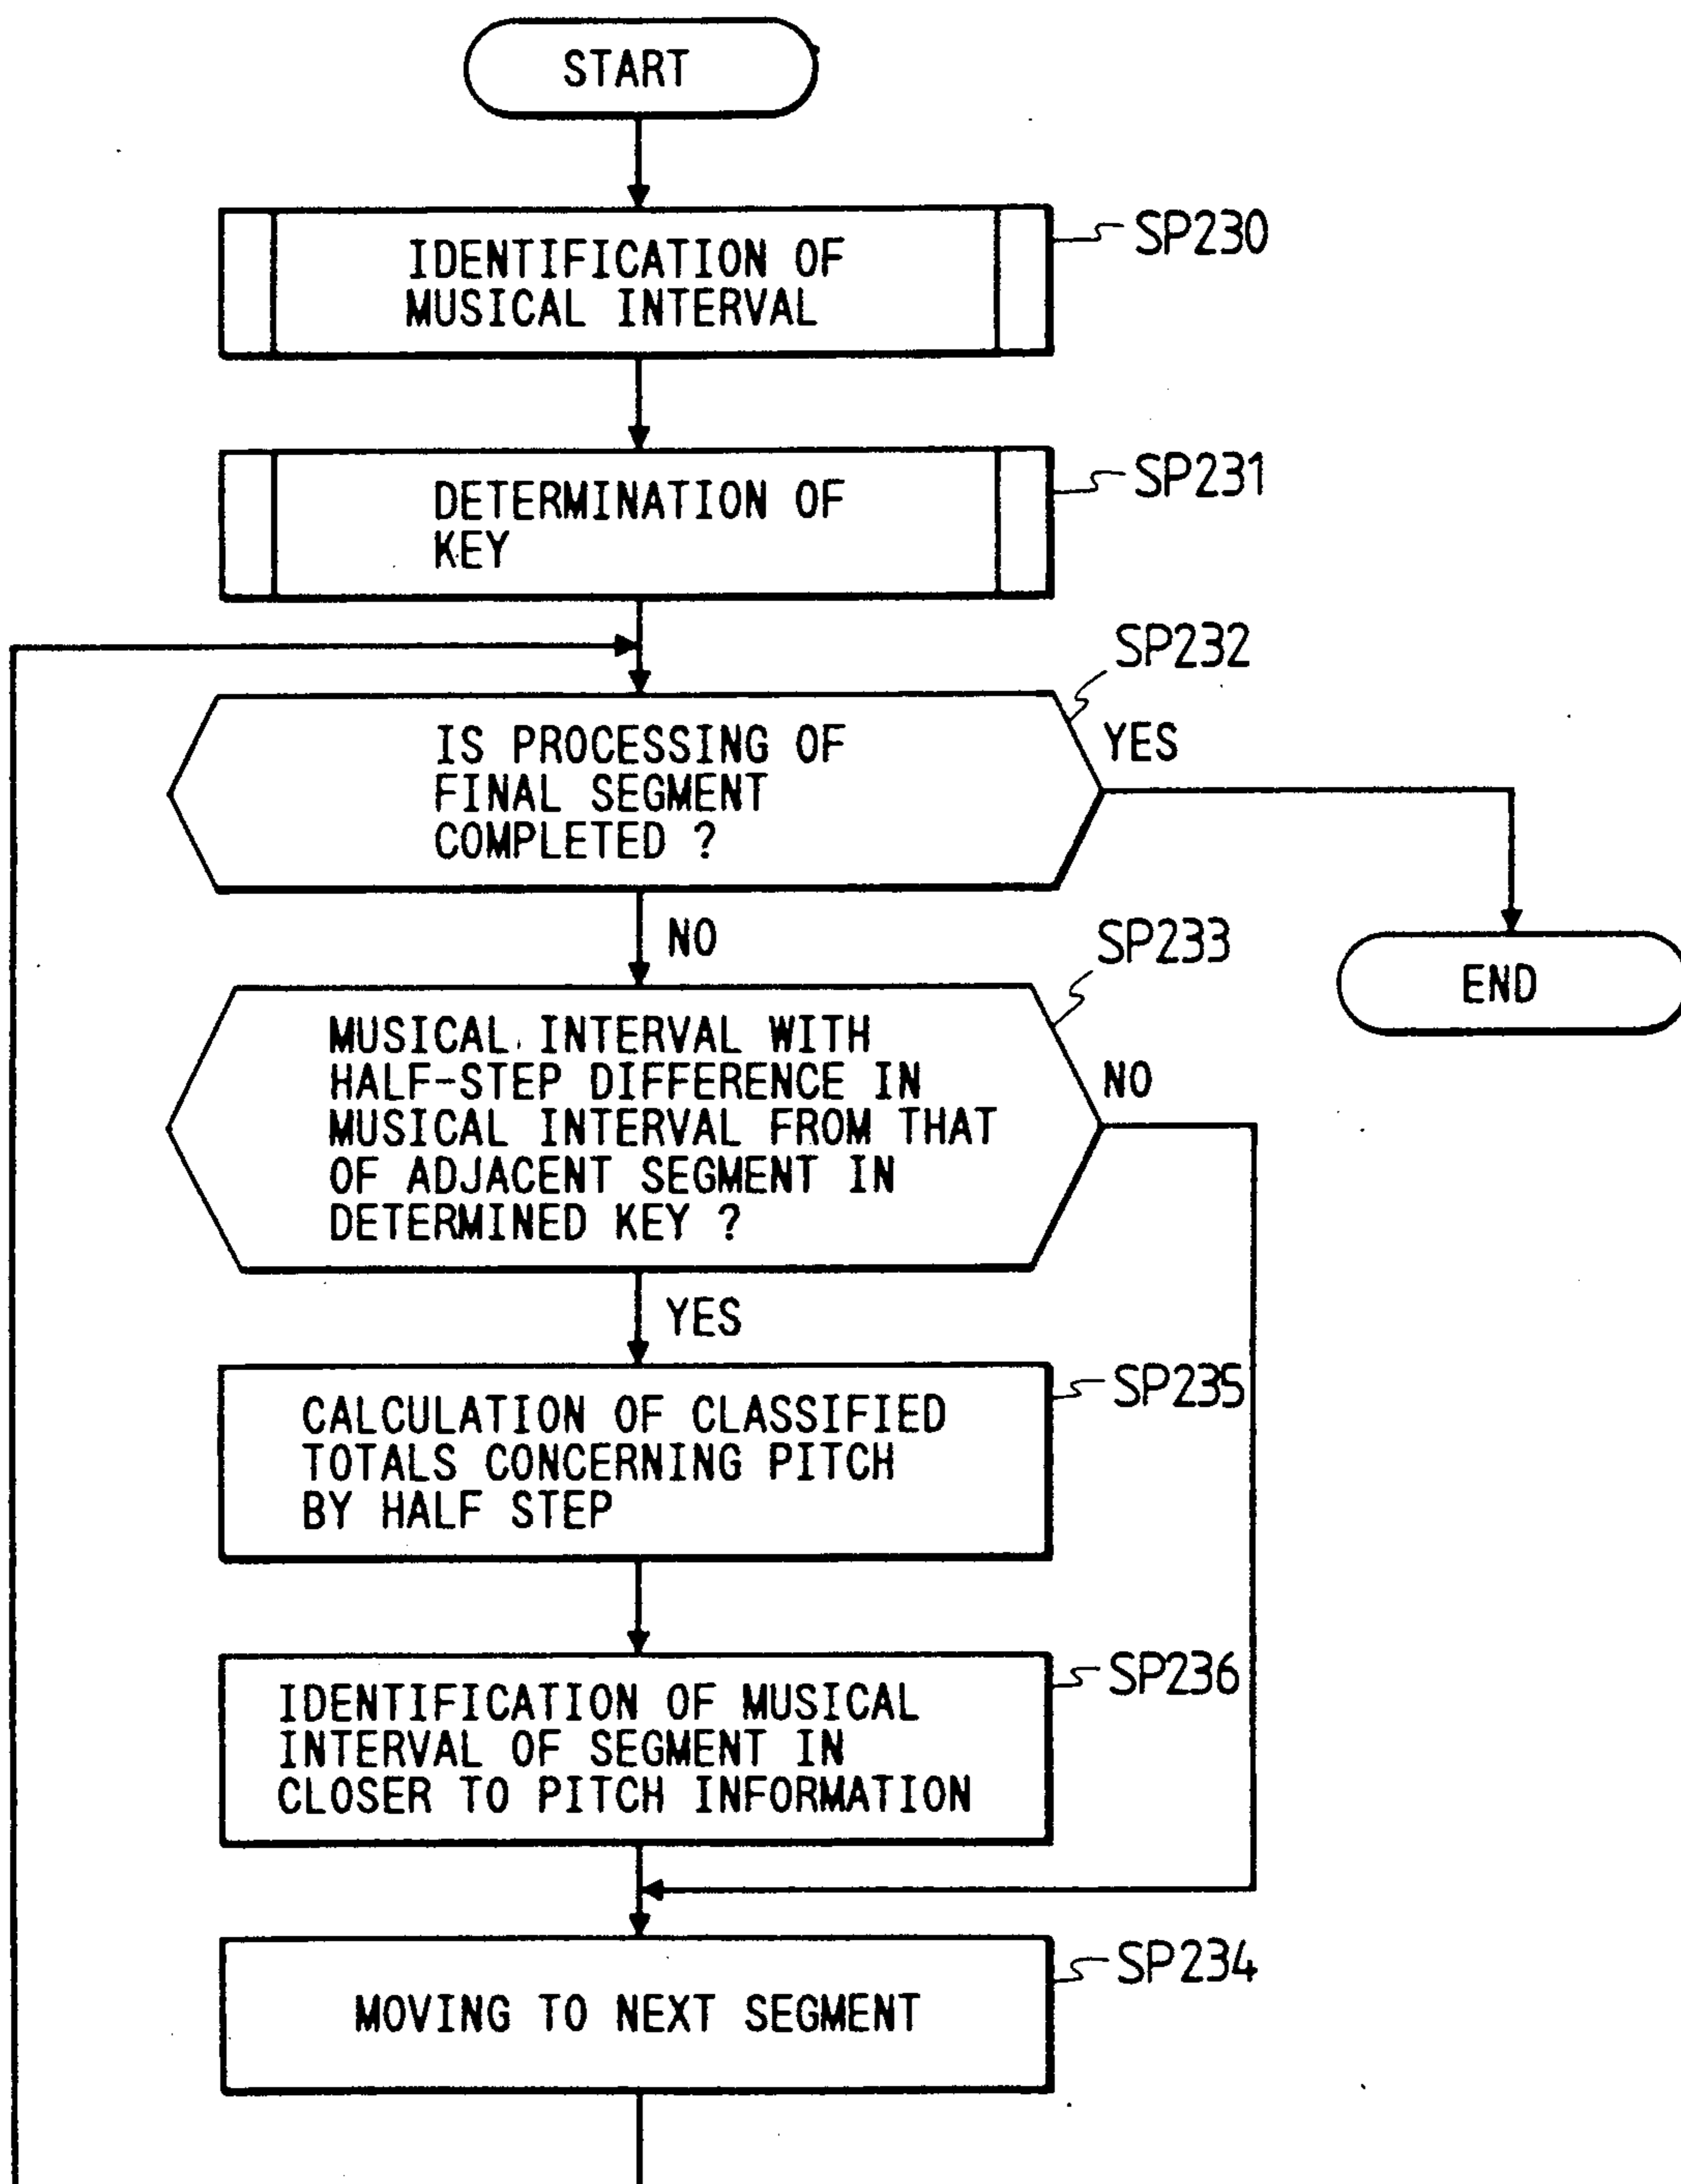 START
IDENTIFICATION OF
MUSICAL INTERVAL
SP230
DETERMINATION OF
KEY
SP231
SP232
IS PROCESSING OF
FINAL SEGMENT
COMPLETED ?
YES
NO
SP233
END
MUSICAL INTERVAL WITH
HALF-STEP DIFFERENCE IN
MUSICAL INTERVAL FROM THAT
OF ADJACENT SEGMENT IN
DETERMINED KEY ?
NO
YES
CALCULATION OF CLASSIFIED
TOTALS CONCERNING PITCH
BY HALF STEP
SP235
IDENTIFICATION OF MUSICAL
INTERVAL OF SEGMENT IN
CLOSER TO PITCH INFORMATION
SP236
MOVING TO NEXT SEGMENT
SP234